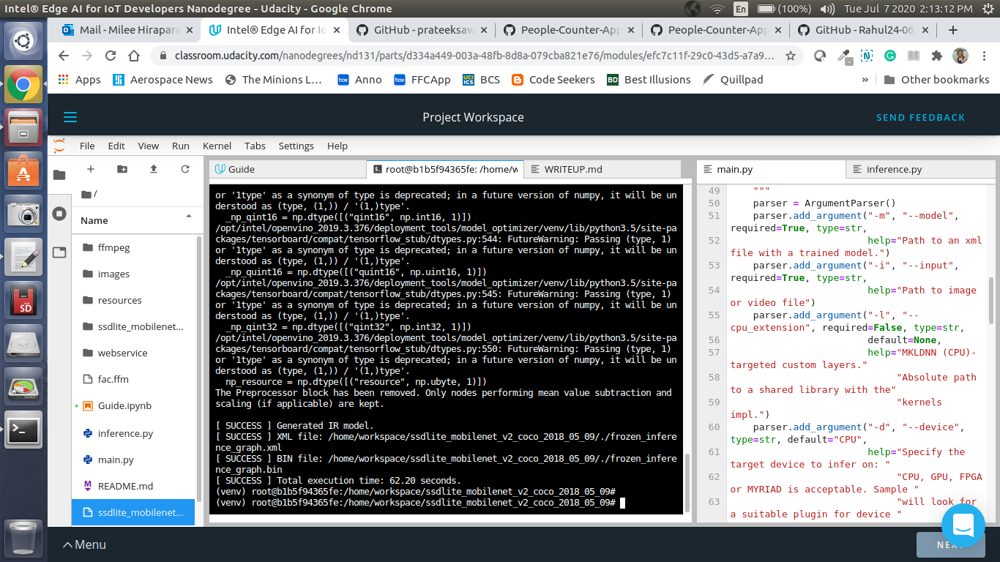 Intel® Edge AI for IoT Developers Nanodegree - Udacity - Google Chrome
En
(100%)
Tue Jul 7 2020 2:13:12 PM
Mail - Milee Hirapara
Intel® Edge AI for Io
GitHub - prateeksaw
People-Counter-App
People-Counter-App
GitHub - Rahul24-06
classroom.udacity.com/nanodegrees/nd131/parts/d334a449-003a-48fb-8d8a-079cba821e76/modules/efc7c11f-29c0-43d5-a7a9...
Apps
Aerospace News
The Minions L...
Anno
FFCApp
BCS
Code Seekers
Best Illusions
Quillpad
»
Other bookmarks
Project Workspace
SEND FEEDBACK
File Edit View Run Kernel Tabs Settings Help
Guide
root@b1b5f94365fe: /home/w
WRITEUP.md
main.py
inference.py
/
Name
ffmpeg
images
resources
ssdlite_mobilenet...
webservice
fac.ffm
Guide.ipynb
inference.py
main.py
README.md
ssdlite_mobilenet...
or '1type' as a synonym of type is deprecated; in a future version of numpy, it will be un
derstood as (type, (1,)) / '(1,)type'.
_np_qint16 = np.dtype([("qint16", np.int16, 1)])
/opt/intel/openvino_2019.3.376/deployment_tools/model_optimizer/venv/lib/python3.5/site-pa
ckages/tensorboard/compat/tensorflow_stub/dtypes.py:544: FutureWarning: Passing (type, 1)
or '1type' as a synonym of type is deprecated; in a future version of numpy, it will be un
derstood as (type, (1,)) / '(1,)type'.
_np_quint16 = np.dtype([("quint16", np.uint16, 1)])
/opt/intel/openvino_2019.3.376/deployment_tools/model_optimizer/venv/lib/python3.5/site-pa
ckages/tensorboard/compat/tensorflow_stub/dtypes.py:545: FutureWarning: Passing (type, 1)
or '1type' as a synonym of type is deprecated; in a future version of numpy, it will be un
derstood as (type, (1,)) / '(1,)type'.
_np_qint32 = np.dtype([("qint32", np.int32, 1)])
/opt/intel/openvino_2019.3.376/deployment_tools/model_optimizer/venv/lib/python3.5/site-pa
ckages/tensorboard/compat/tensorflow_stub/dtypes.py:550: FutureWarning: Passing (type, 1)
or '1type' as a synonym of type is deprecated; in a future version of numpy, it will be un
derstood as (type, (1,)) / '(1,)type'.
np_resource = np.dtype([("resource", np.ubyte, 1)])
The Preprocessor block has been removed. Only nodes performing mean value subtraction and
scaling (if applicable) are kept.
[ SUCCESS ] Generated IR model.
[ SUCCESS ] XML file: /home/workspace/ssdlite_mobilenet_v2_coco_2018_05_09/./frozen_infere
nce_graph.xml
[ SUCCESS ] BIN file: /home/workspace/ssdlite_mobilenet_v2_coco_2018_05_09/./frozen_infere
nce_graph.bin
[ SUCCESS ] Total execution time: 62.20 seconds.
(venv) root@b1b5f94365fe:/home/workspace/ssdlite_mobilenet_v2_coco_2018_05_09#
(venv) root@b1b5f94365fe:/home/workspace/ssdlite_mobilenet_v2_coco_2018_05_09#
49 """
50 parser = ArgumentParser()
51 parser.add_argument("-m", "--model",
required=True, type=str,
52 help="Path to an xml
file with a trained model.")
53 parser.add_argument("-i", "--input",
required=True, type=str,
54 help="Path to image
or video file")
55 parser.add_argument("-l", "--
cpu_extension", required=False, type=str,
56 default=None,
57 help="MKLDNN (CPU)-
targeted custom layers."
58 "Absolute path
to a shared library with the"
59 "kernels
impl.")
60 parser.add_argument("-d", "--device",
type=str, default="CPU",
61 help="Specify the
target device to infer on: "
62 "CPU, GPU, FPGA
or MYRIAD is acceptable. Sample "
63 "will look for
a suitable plugin for device "
Menu
NEXT
SD